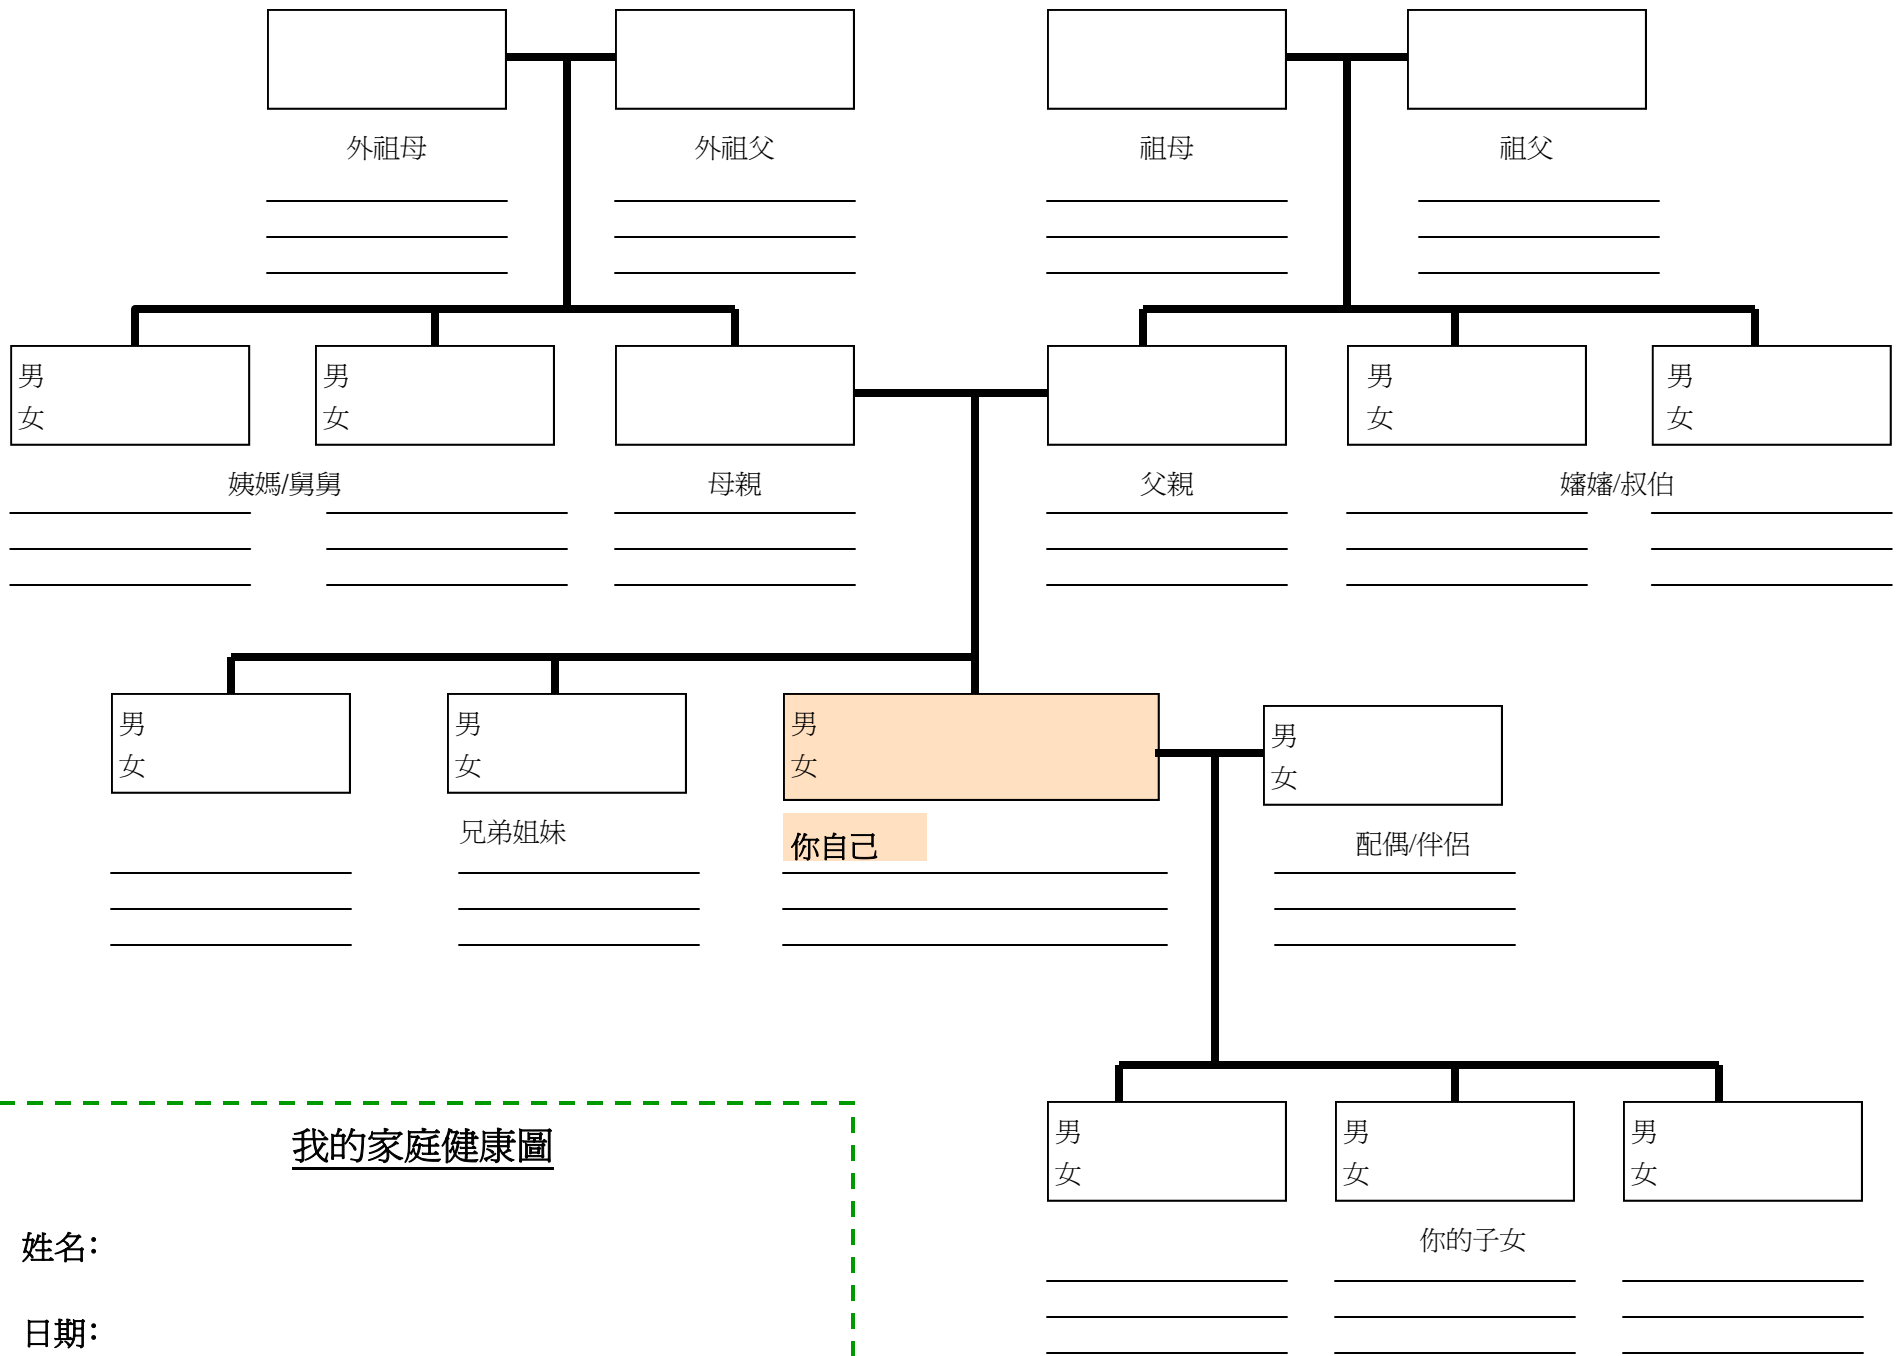 外祖母
外祖父
祖母
祖父
男
女
男
女
男
女
男
女
姨媽/舅舅
母親
父親
嬸嬸/叔伯
男
女
男
女
男
女
男
女
兄弟姐妹
你自己
配偶/伴侶
我的家庭健康圖
姓名：
日期：
男
女
男
女
男
女
你的子女